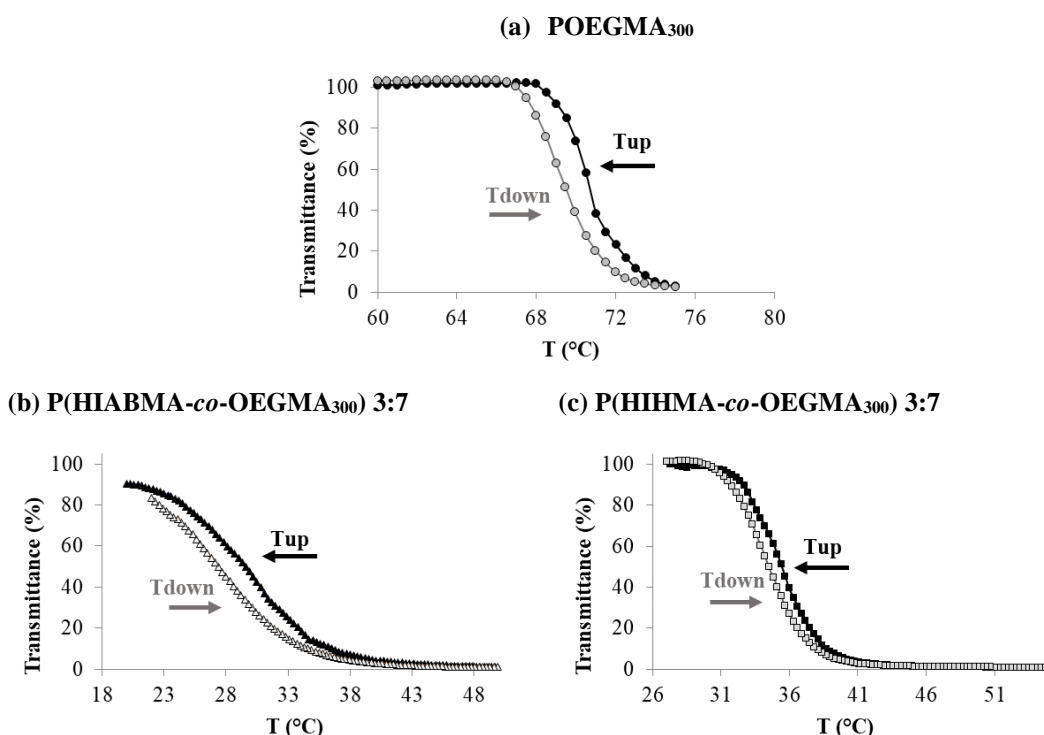 (a) POEGMA300
Transmittance (%)
100
80
60
40
20
0
Tup
Tdown
60 64 68 72 76 80
T (°C)
(b) P(HIABMA-co-OEGMA300) 3:7
Transmittance (%)
100
80
60
40
20
0
Tup
Tdown
18 23 28 33 38 43 48
T (°C)
(c) P(HIHMA-co-OEGMA300) 3:7
Transmittance (%)
100
80
60
40
20
0
Tup
Tdown
26 31 36 41 46 51
T (°C)